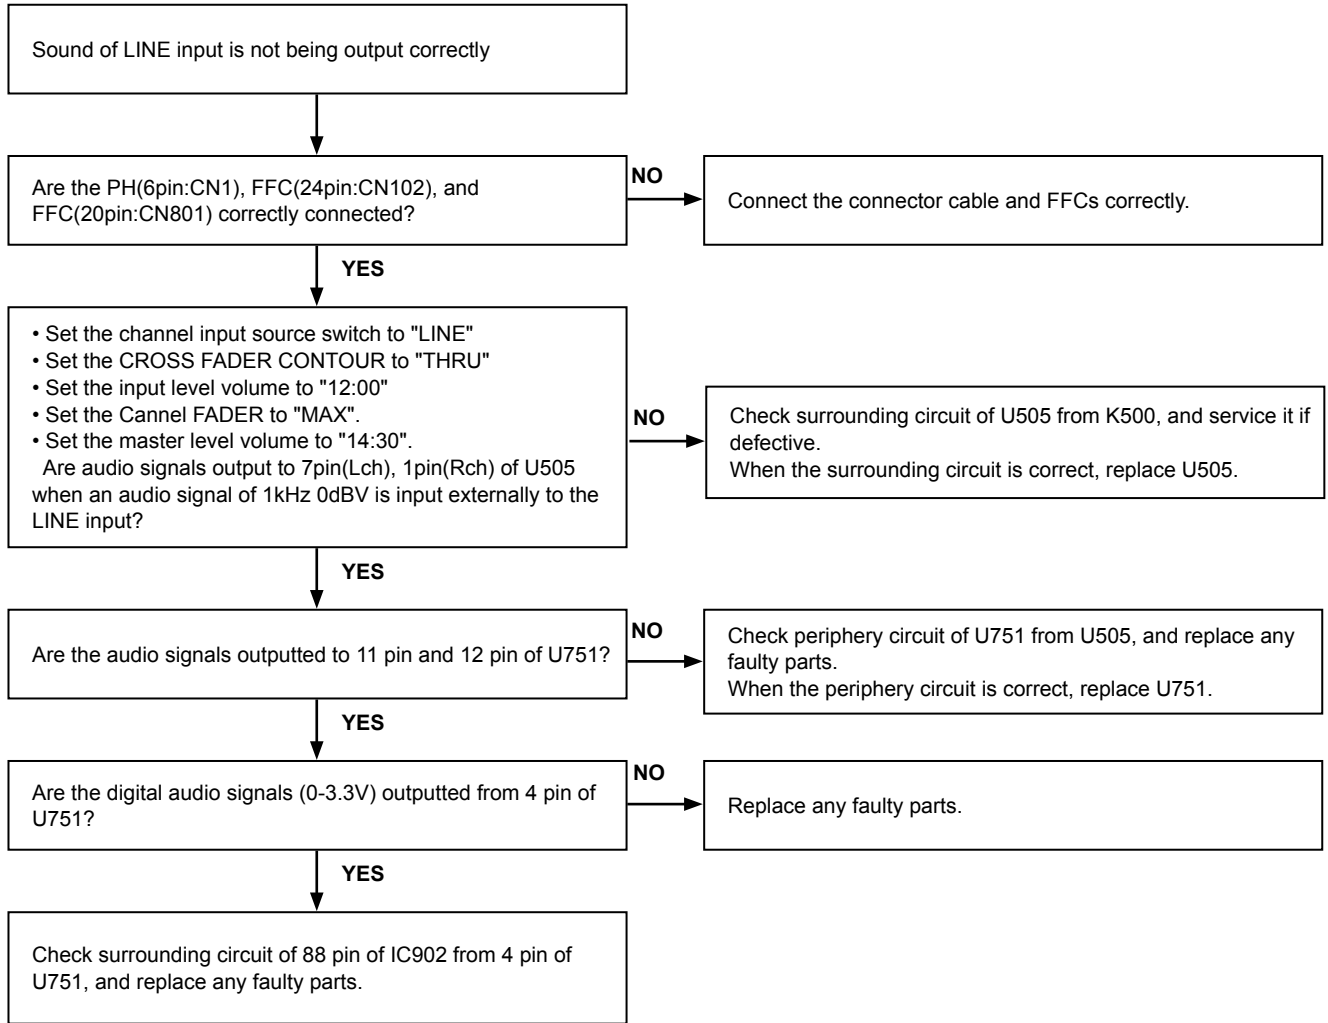 Sound of LINE input is not being output correctly
Are the PH(6pin:CN1), FFC(24pin:CN102), and
FFC(20pin:CN801) correctly connected?
NO
Connect the connector cable and FFCs correctly.
YES
• Set the channel input source switch to "LINE"
• Set the CROSS FADER CONTOUR to "THRU"
• Set the input level volume to "12:00"
• Set the Cannel FADER to "MAX".
• Set the master level volume to "14:30".
Are audio signals output to 7pin(Lch), 1pin(Rch) of U505
when an audio signal of 1kHz 0dBV is input externally to the
LINE input?
NO
Check surrounding circuit of U505 from K500, and service it if
defective.
When the surrounding circuit is correct, replace U505.
YES
Are the audio signals outputted to 11 pin and 12 pin of U751?
NO
Check periphery circuit of U751 from U505, and replace any
faulty parts.
When the periphery circuit is correct, replace U751.
YES
Are the digital audio signals (0-3.3V) outputted from 4 pin of
U751?
NO
Replace any faulty parts.
YES
Check surrounding circuit of 88 pin of IC902 from 4 pin of
U751, and replace any faulty parts.